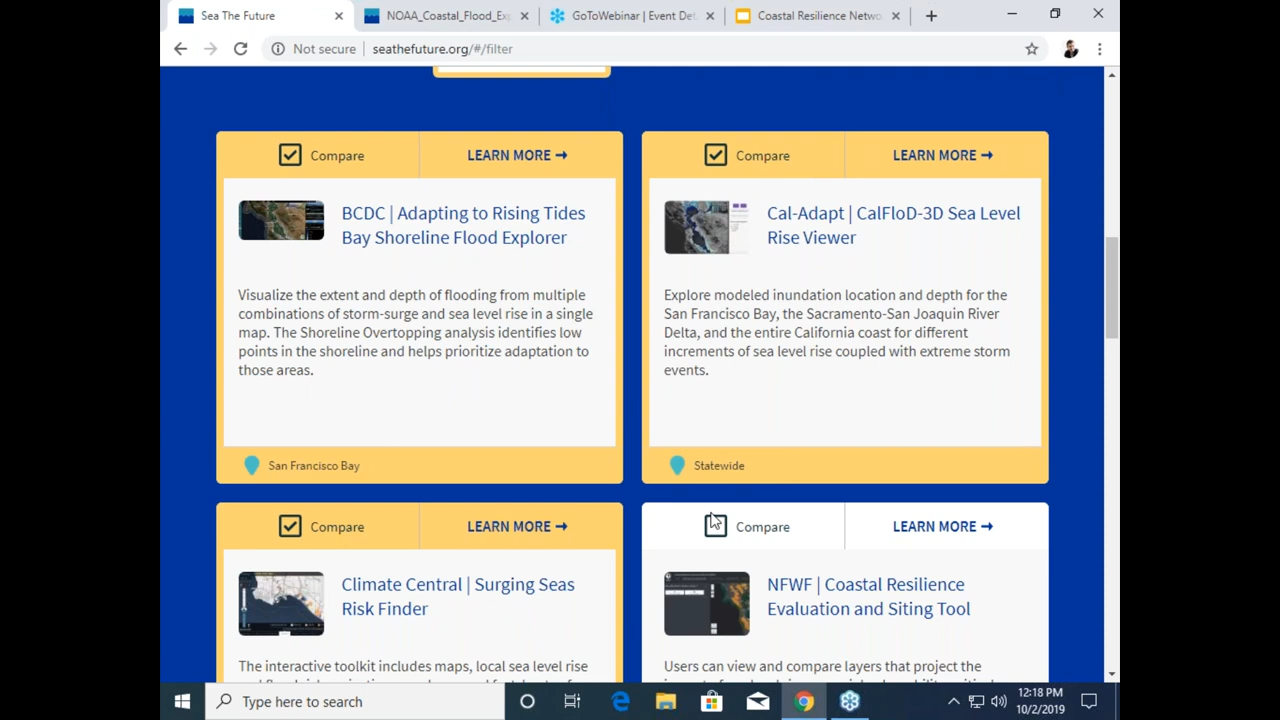 Sea The Future
NOAA_Coastal_Flood_Exp
GoToWebinar | Event Det
Coastal Resilience Netwo
Not secure
seathefuture.org/#/filter
Compare
LEARN MORE →
Compare
LEARN MORE →
BCDC | Adapting to Rising Tides
Bay Shoreline Flood Explorer
Cal-Adapt | CalFloD-3D Sea Level
Rise Viewer
Visualize the extent and depth of flooding from multiple
combinations of storm-surge and sea level rise in a single
map. The Shoreline Overtopping analysis identifies low
points in the shoreline and helps prioritize adaptation to
those areas.
Explore modeled inundation location and depth for the
San Francisco Bay, the Sacramento-San Joaquin River
Delta, and the entire California coast for different
increments of sea level rise coupled with extreme storm
events.
San Francisco Bay
Statewide
Compare
LEARN MORE →
Compare
LEARN MORE →
Climate Central | Surging Seas
Risk Finder
NFWF | Coastal Resilience
Evaluation and Siting Tool
The interactive toolkit includes maps, local sea level rise
Users can view and compare layers that project the
Type here to search
12:18 PM
10/2/2019